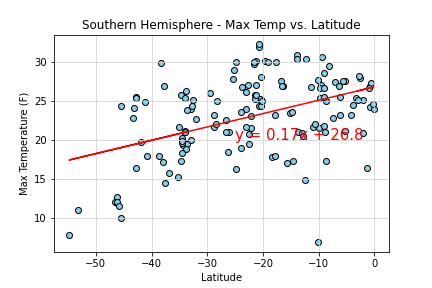 Southern Hemisphere - Max Temp vs. Latitude
Max Temperature (F)
30
25
20
15
10
y = 0.17x + 26.8
−50
−40
−30
−20
−10
0
Latitude